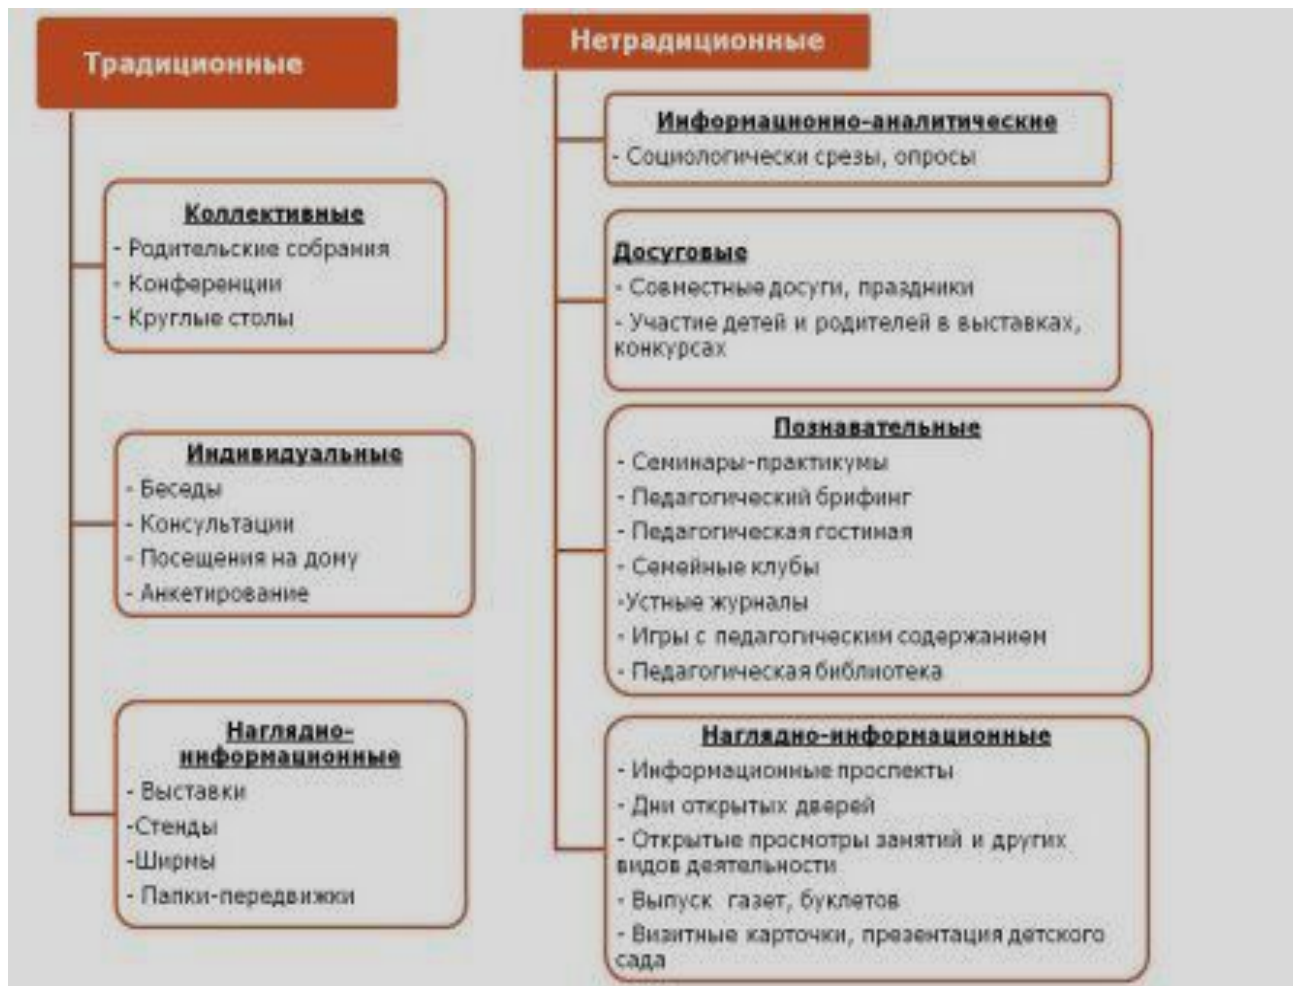 Традиционные
Коллективные
- Родительские собрания
- Конференции
- Круглые столы
Индивидуальные
- Беседы
- Консультации
- Посещения на дому
- Анкетирование
Наглядно-
информационные
- Выставки
-Стенды
-Ширмы
- Папки-передвижки
Нетрадиционные
Информационно-аналитические
- Социологически срезы, опросы
Досуговые
- Совместные досуги, праздники
- Участие детей и родителей в выставках,
конкурсах
Познавательные
- Семинары-практикумы
- Педагогический брифинг
- Педагогическая гостиная
- Семейные клубы
-Устные журналы
- Игры с педагогическим содержанием
- Педагогическая библиотека
Наглядно-информационные
- Информационные проспекты
- Дни открытых дверей
- Открытые просмотры занятий и других
видов деятельности
- Выпуск газет, буклетов
- Визитные карточки, презентация детского
сада